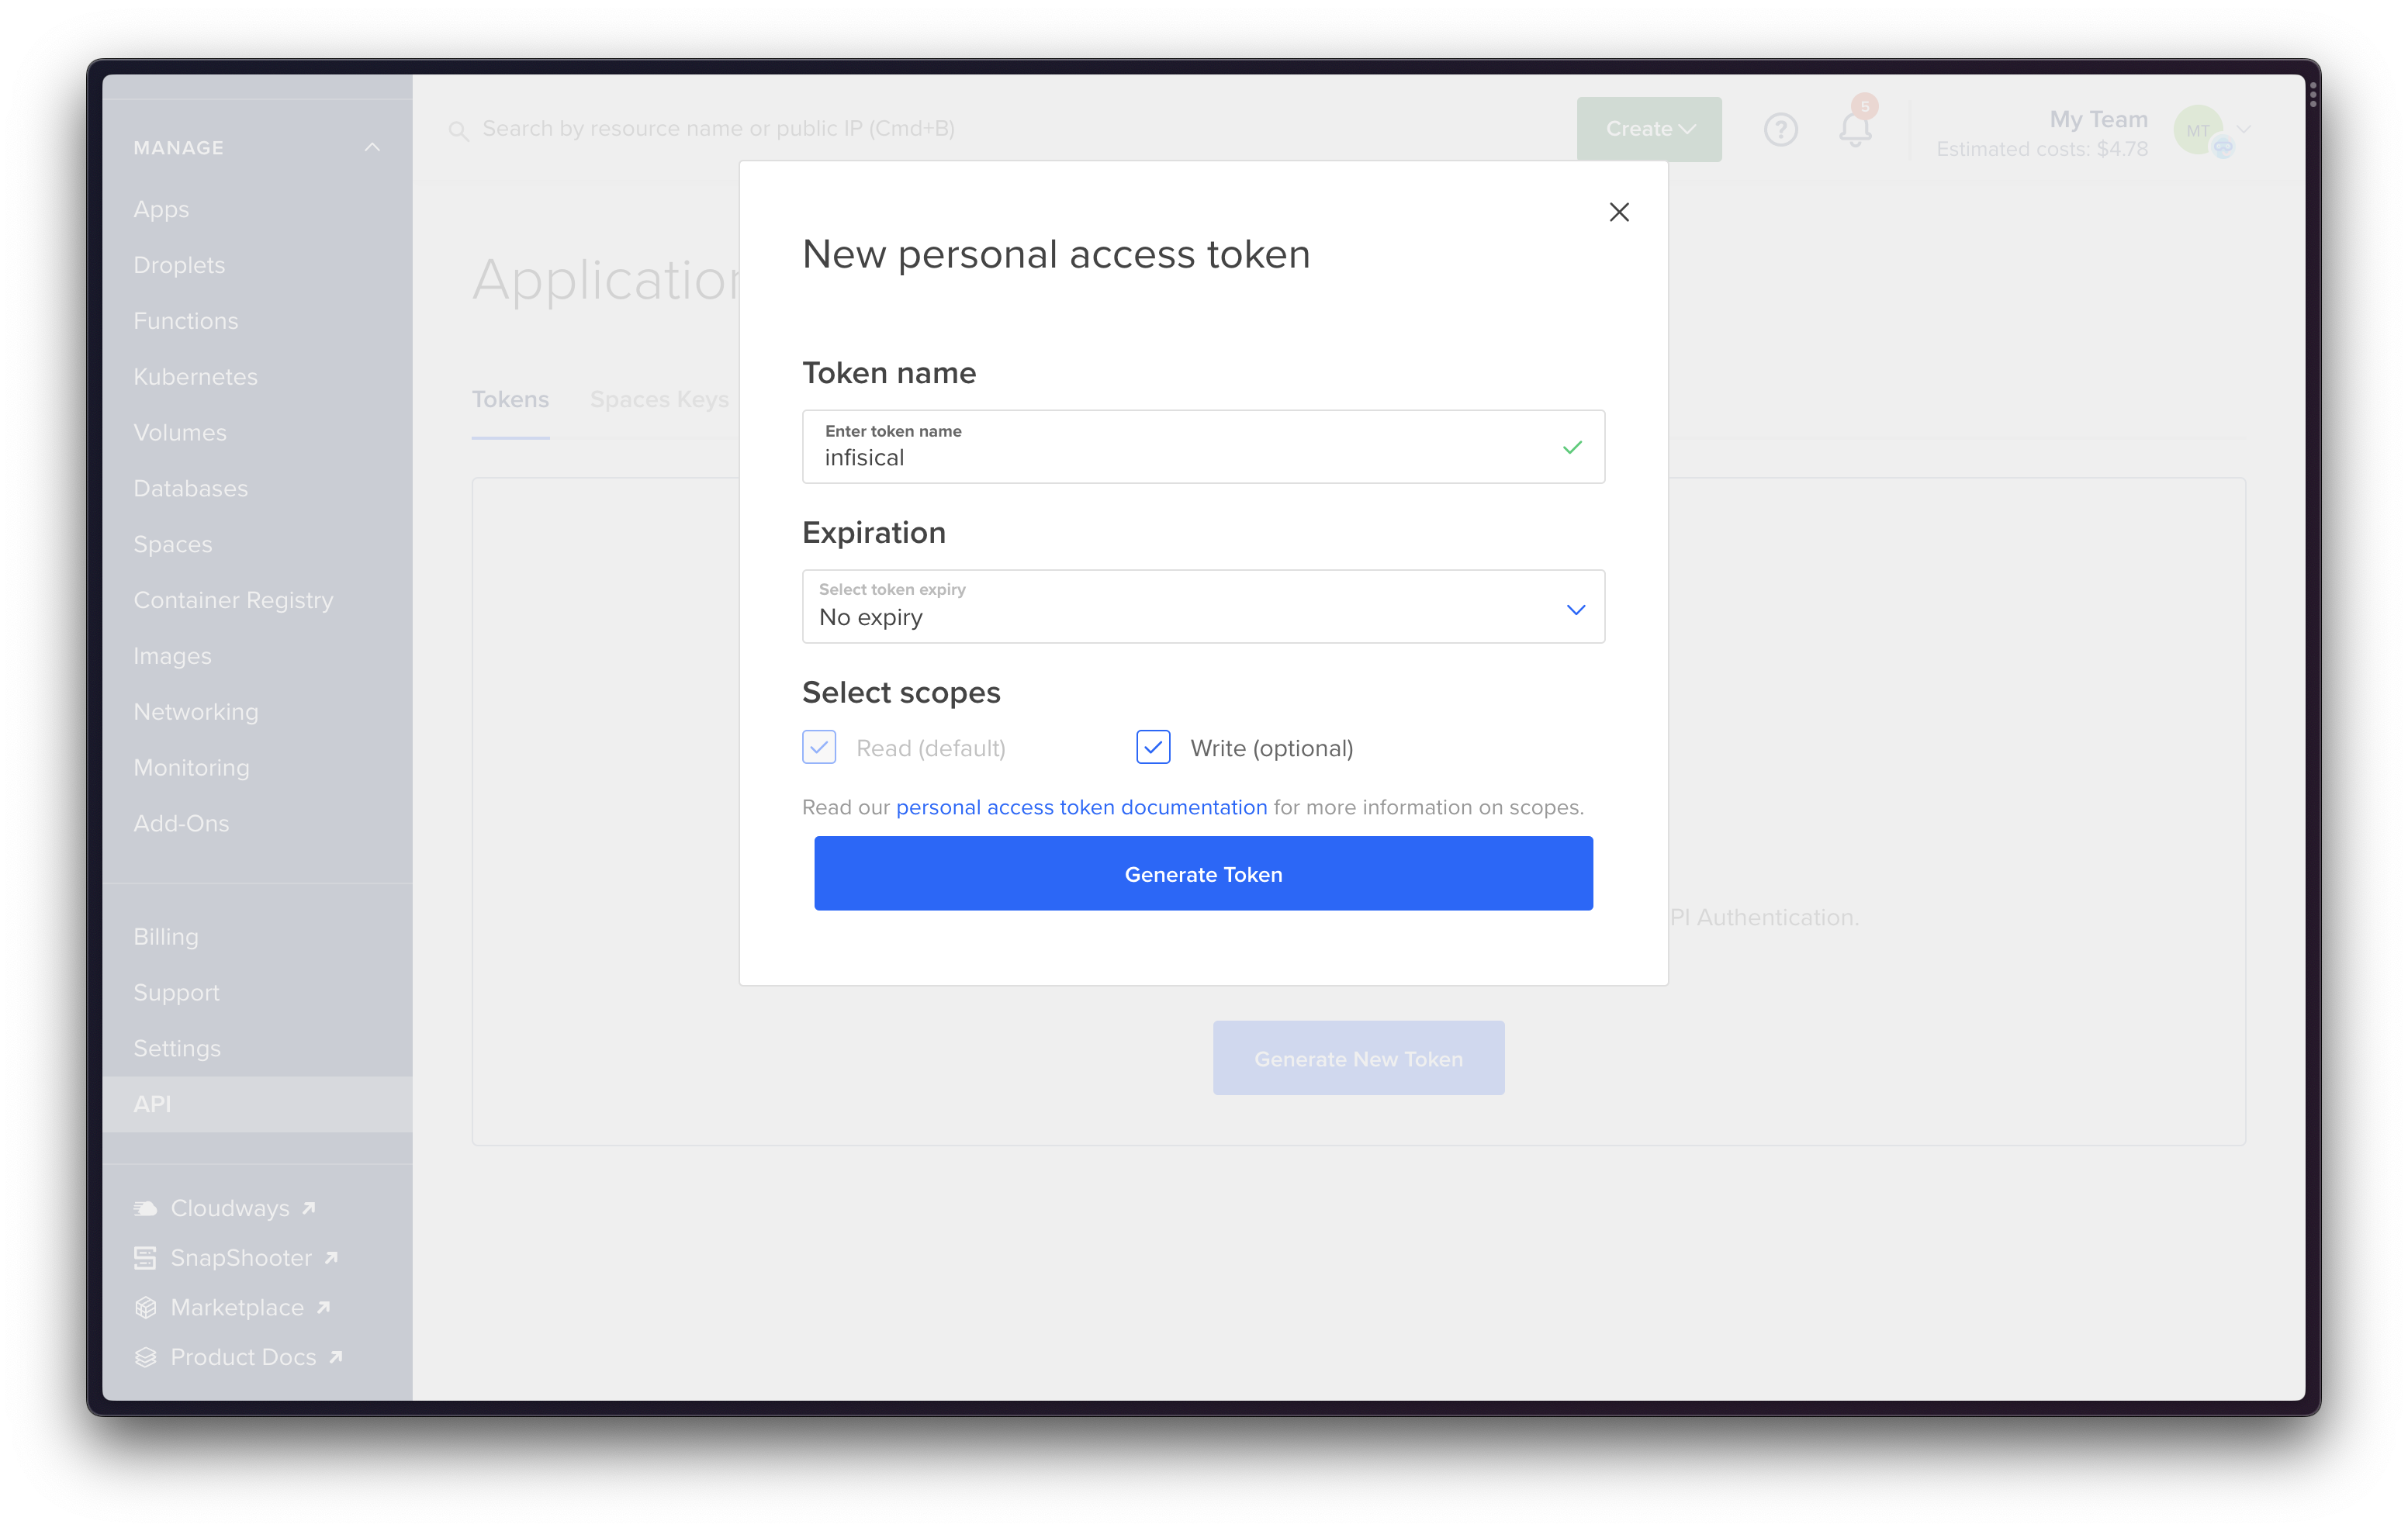 MANAGE
Apps
Droplets
Functions
Kubernetes
Volumes
Databases
Spaces
Container Registry
Images
Networking
Monitoring
Add-Ons
Billing
Support
Settings
API
Cloudways
SnapShooter
Marketplace
Product Docs
Search by resource name or public IP (Cmd+B)
Create
?
5
My Team
Estimated costs: $4.78
MT
Application
Tokens
Spaces Keys
New personal access token
Token name
Enter token name
infisical
Expiration
Select token expiry
No expiry
Select scopes
Read (default)
Write (optional)
Read our personal access token documentation for more information on scopes.
Generate Token
PI Authentication.
Generate New Token